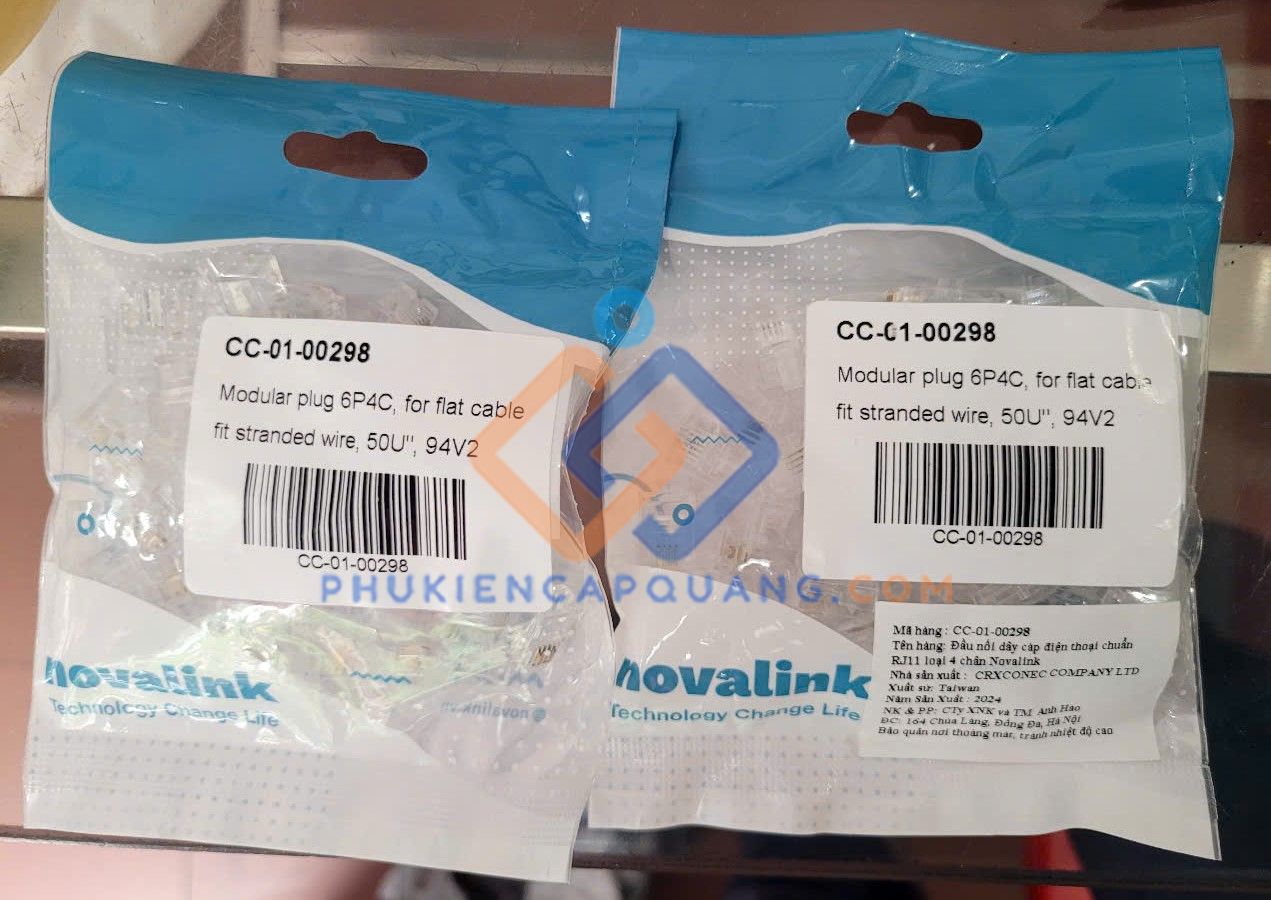 CC-01-00298
Modular plug 6P4C, for flat cable
fit stranded wire, 50U'', 94V2
CC-01-00298
novalink
Technology Change Life
novalink.vn
CC-01-00298
Modular plug 6P4C, for flat cable
fit stranded wire, 50U'', 94V2
CC-01-00298
novalink
Technology Change Life
Mã hàng : CC-01-00298
Tên hàng: Đầu nối dây cáp điện thoại chuẩn
RJ11 loại 4 chân Novalink
Nhà sản xuất : CRXCONEC COMPANY LTD
Xuất sứ: Taiwan
Năm Sản Xuất : 2024
NK & PP: CTy XNK và TM Anh Hào
ĐC: 164 Chùa Láng, Đống Đa, Hà Nội
Bảo quản nơi thoáng mát, tránh nhiệt độ cao
PHUKIENCAPQUANG.COM